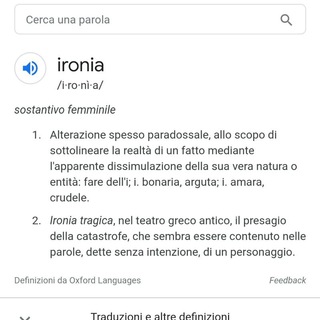 Cerca una parola
ironia
/i·ro·nì·a/
sostantivo femminile
1. Alterazione spesso paradossale, allo scopo di
sottolineare la realtà di un fatto mediante
l'apparente dissimulazione della sua vera natura o
entità: fare dell'i; i. bonaria, arguta; i. amara,
crudele.
2. Ironia tragica, nel teatro greco antico, il presagio
della catastrofe, che sembra essere contenuto nelle
parole, dette senza intenzione, di un personaggio.
Definizioni da Oxford Languages Feedback
Traduzioni e altre definizioni